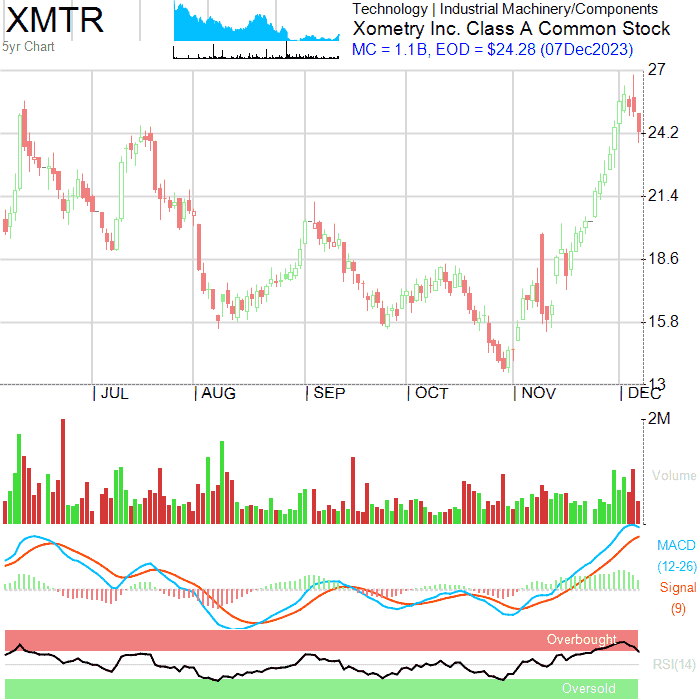 XMTR
5yr Chart
Technology | Industrial Machinery/Components
Xometry Inc. Class A Common Stock
MC = 1.1B, EOD = $24.28 (07Dec2023)
27
24.2
21.4
18.6
15.8
13
| JUL | AUG | SEP | OCT | NOV | DEC
2M
Volume
MACD
(12-26)
Signal
(9)
Overbought
RSI(14)
Oversold